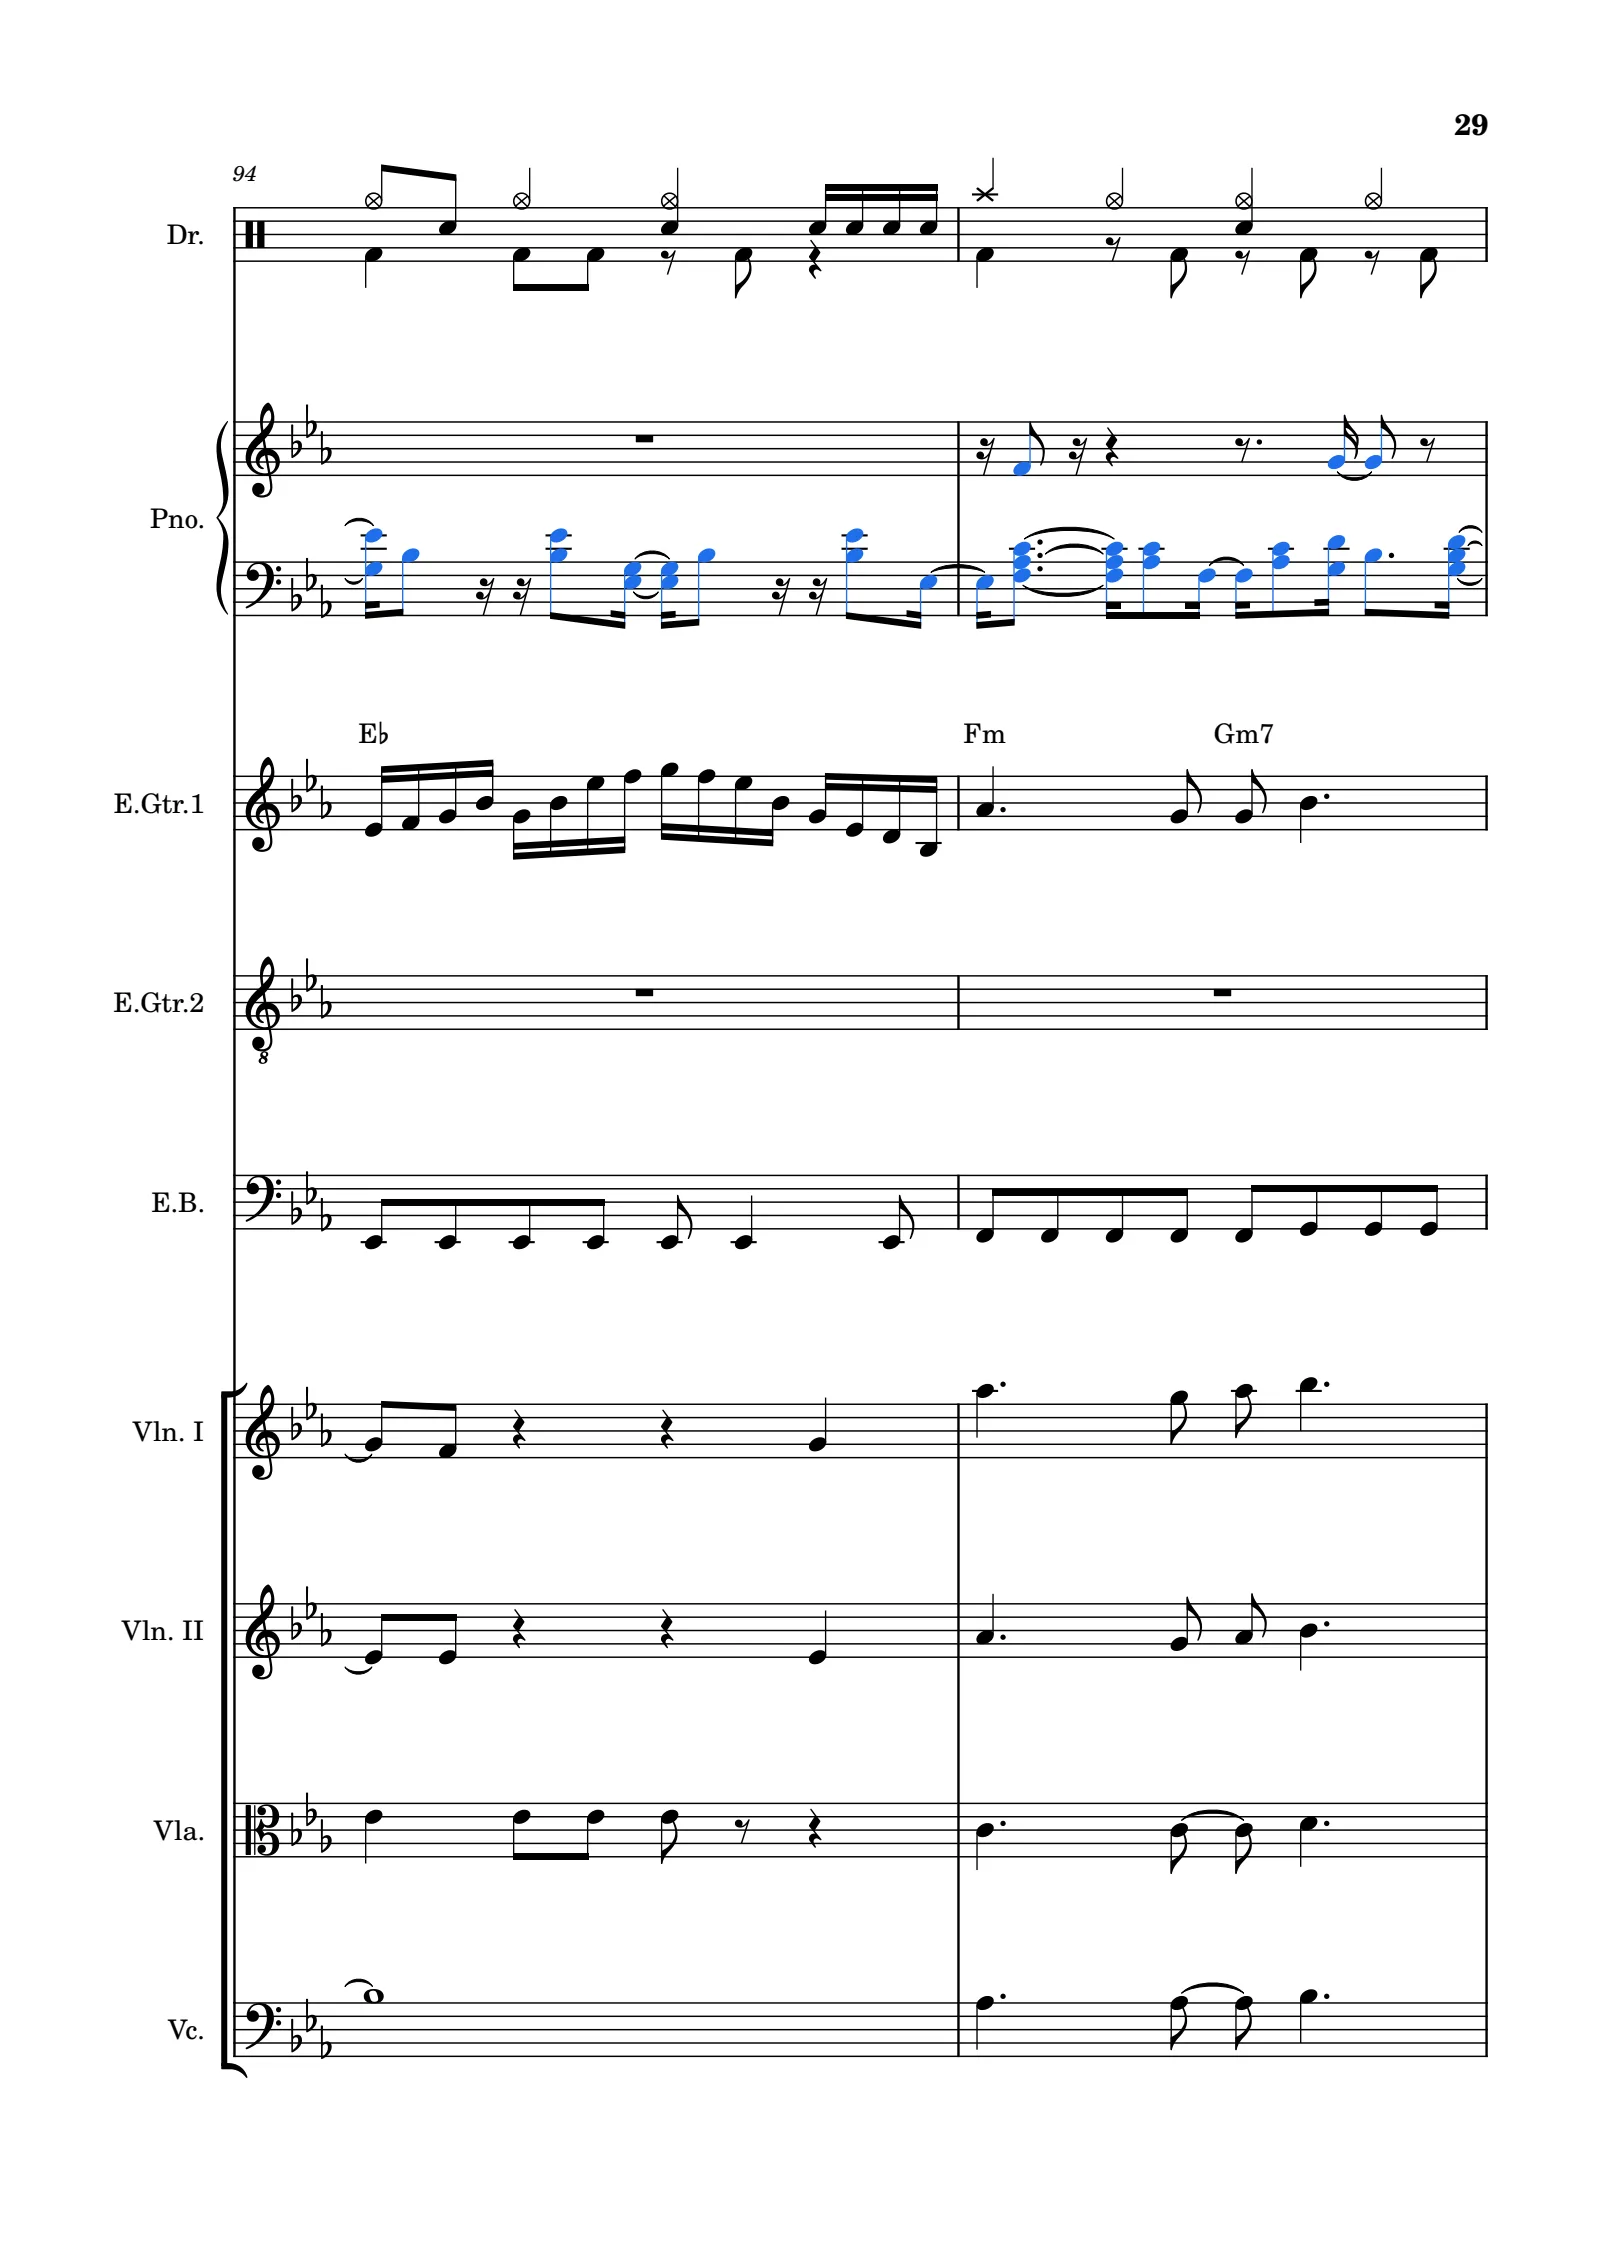 29
94
Dr.
Pno.
E♭ Fm Gm7
E.Gtr.1
E.Gtr.2
8
E.B.
Vln. I
Vln. II
Vla.
Vc.